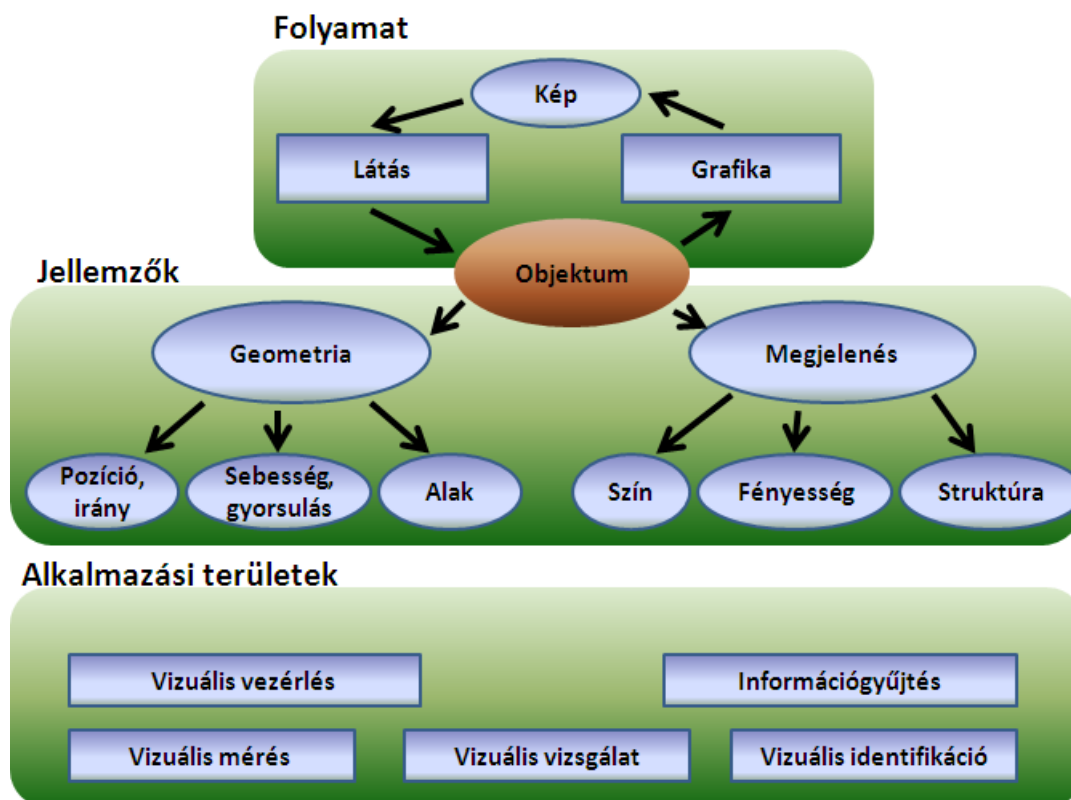 Folyamat
Kép
Látás
Grafika
Objektum
Jellemzők
Geometria
Megjelenés
Pozíció,
irány
Sebesség,
gyorsulás
Alak
Szín
Fényesség
Struktúra
Alkalmazási területek
Vizuális vezérlés
Információgyűjtés
Vizuális mérés
Vizuális vizsgálat
Vizuális identifikáció